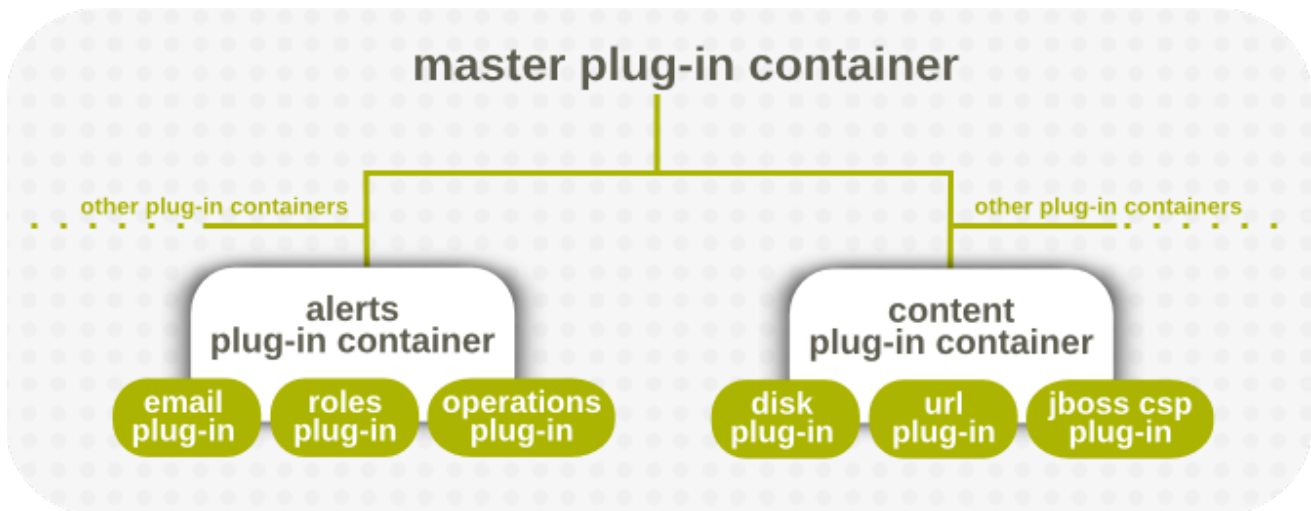 master plug-in container
other plug-in containers
other plug-in containers
alerts
plug-in container
content
plug-in container
email
plug-in
roles
plug-in
operations
plug-in
disk
plug-in
url
plug-in
jboss csp
plug-in